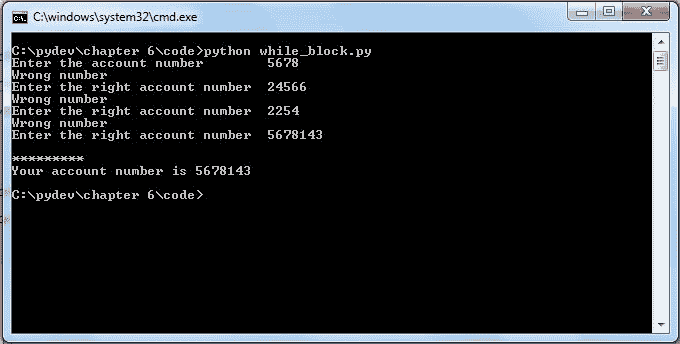 C:\windows\system32\cmd.exe
C:\pydev\chapter 6\code>python while_block.py
Enter the account number        5678
Wrong number
Enter the right account number  24566
Wrong number
Enter the right account number  2254
Wrong number
Enter the right account number  5678143
*********
Your account number is 5678143
C:\pydev\chapter 6\code>